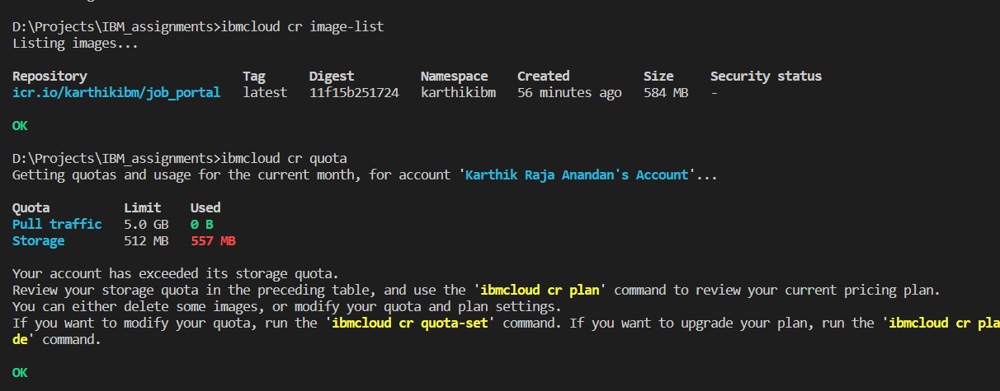 D:\Projects\IBM_assignments>ibmcloud cr image-list
Listing images...
Repository Tag Digest Namespace Created Size Security status
icr.io/karthikibm/job_portal latest 11f15b251724 karthikibm 56 minutes ago 584 MB -
OK
D:\Projects\IBM_assignments>ibmcloud cr quota
Getting quotas and usage for the current month, for account 'Karthik Raja Anandan's Account'...
Quota Limit Used
Pull traffic 5.0 GB 0 B
Storage 512 MB 557 MB
Your account has exceeded its storage quota.
Review your storage quota in the preceding table, and use the 'ibmcloud cr plan' command to review your current pricing plan.
You can either delete some images, or modify your quota and plan settings.
If you want to modify your quota, run the 'ibmcloud cr quota-set' command. If you want to upgrade your plan, run the 'ibmcloud cr pla
de' command.
OK